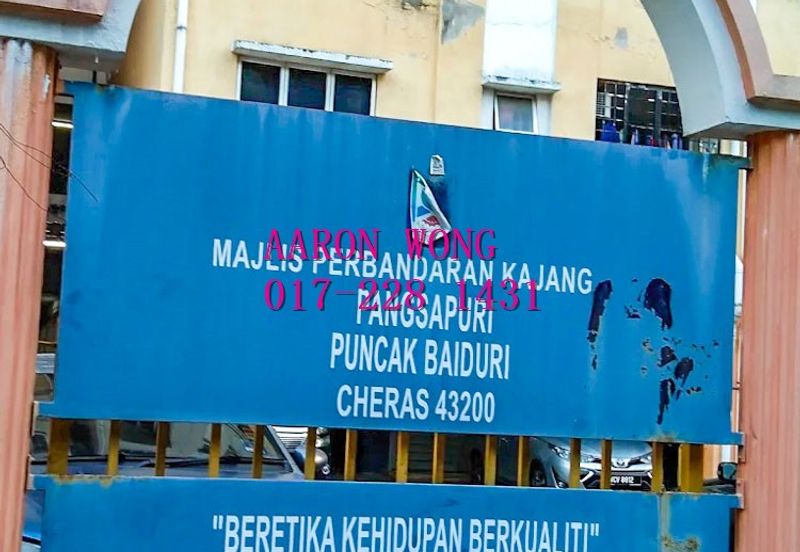 AARON WONG
MAJLIS PERBANDARAN KAJANG
017-228 1431
PANGSAPURI
PUNCAK BAIDURI
CHERAS 43200
"BERETIKA KEHIDUPAN BERKUALITI"